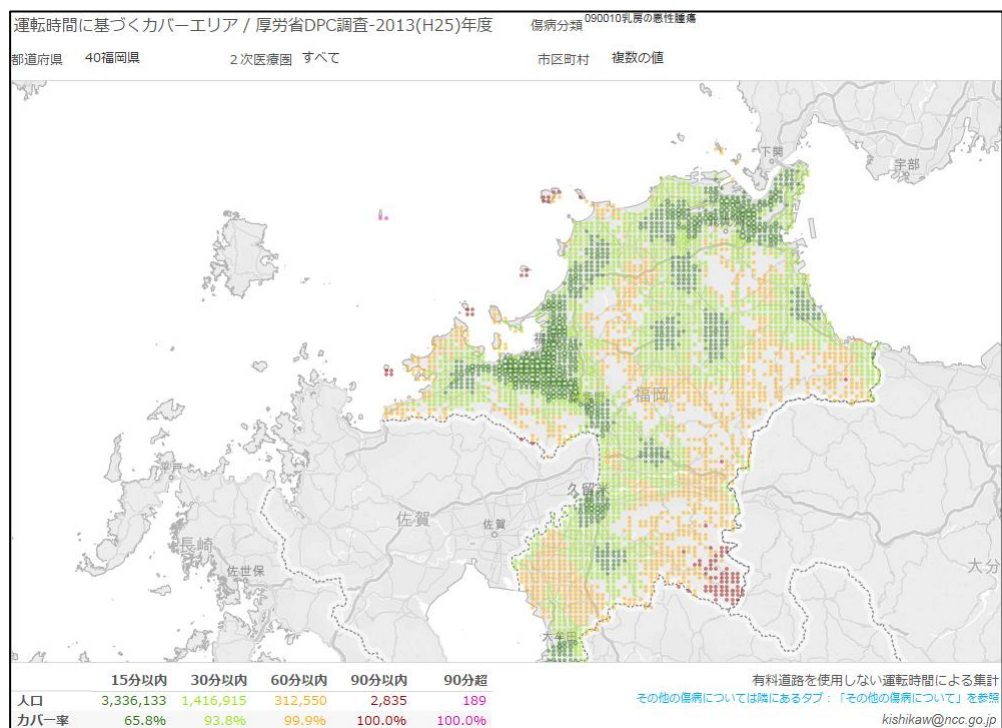 運転時間に基づくカバーエリア / 厚労省DPC調査-2013(H25)年度
傷病分類 090010乳房の悪性腫瘍
都道府県 40福岡県 2次医療圏 すべて 市区町村 複数の値
下関
宇部
福岡
平戸
久留米
佐賀
佐賀
長崎
佐世保
大分
大牟田
15分以内 30分以内 60分以内 90分以内 90分超
人口 3,336,133 1,416,915 312,550 2,835 189
カバー率 65.8% 93.8% 99.9% 100.0% 100.0%
有料道路を使用しない運転時間による集計
その他の傷病については隣にあるタブ：「その他の傷病について」を参照
kishikaw@ncc.go.jp